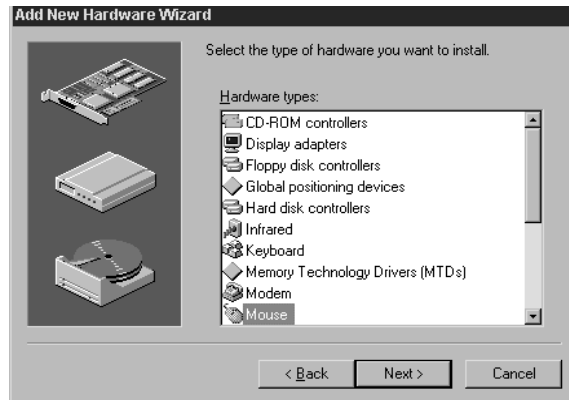 Add New Hardware Wizard
Select the type of hardware you want to install.
Hardware types:
CD-ROM controllers
Display adapters
Floppy disk controllers
Global positioning devices
Hard disk controllers
Infrared
Keyboard
Memory Technology Drivers (MTDs)
Modem
Mouse
< Back
Next >
Cancel